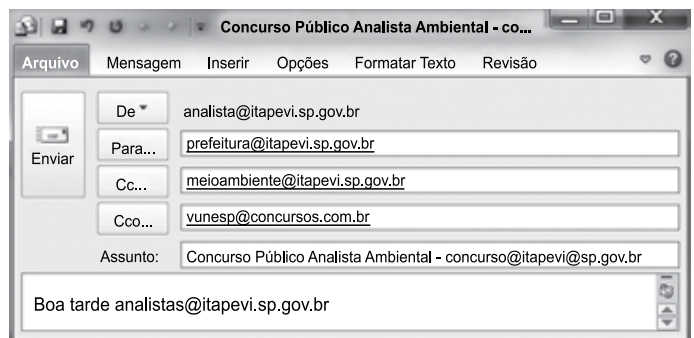 Concurso Público Analista Ambiental - co...
Arquivo Mensagem Inserir Opções Formatar Texto Revisão
De analista@itapevi.sp.gov.br
Enviar
Para... prefeitura@itapevi.sp.gov.br
Cc... meioambiente@itapevi.sp.gov.br
Cco... vunesp@concursos.com.br
Assunto: Concurso Público Analista Ambiental - concurso@itapevi@sp.gov.br
Boa tarde analistas@itapevi.sp.gov.br